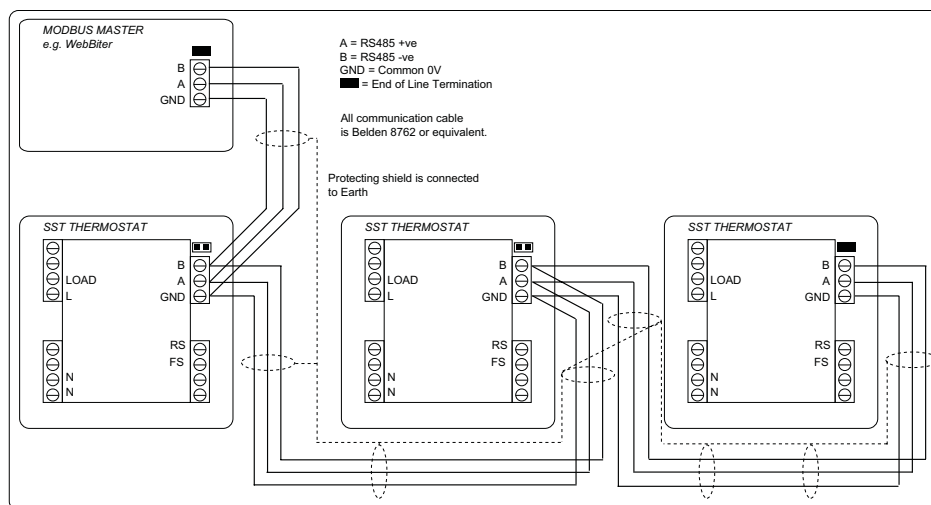 MODBUS MASTER
e.g. WebBiter
B
A
GND
A = RS485 +ve
B = RS485 -ve
GND = Common 0V
= End of Line Termination
All communication cable
is Belden 8762 or equivalent.
Protecting shield is connected
to Earth
SST THERMOSTAT
B
LOAD A
L GND
RS
FS
N
N
SST THERMOSTAT
B
LOAD A
L GND
RS
FS
N
N
SST THERMOSTAT
B
LOAD A
L GND
RS
FS
N
N